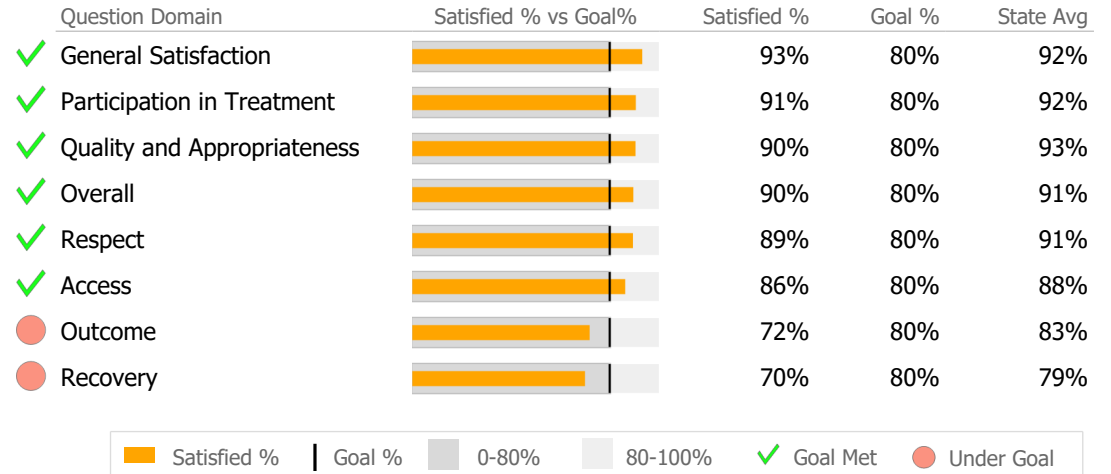 Question Domain Satisfied % vs Goal% Satisfied % Goal % State Avg
General Satisfaction 93% 80% 92%
Participation in Treatment 91% 80% 92%
Quality and Appropriateness 90% 80% 93%
Overall 90% 80% 91%
Respect 89% 80% 91%
Access 86% 80% 88%
Outcome 72% 80% 83%
Recovery 70% 80% 79%
Satisfied % Goal % 0-80% 80-100% Goal Met Under Goal